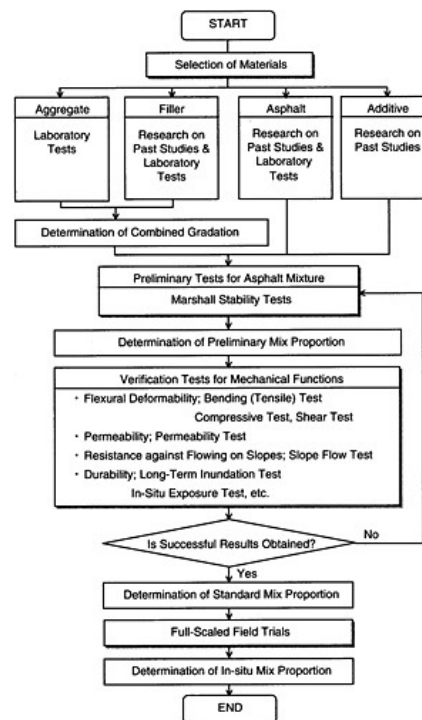 START
Selection of Materials
Aggregate
Laboratory
Tests
Filler
Research on
Past Studies &
Laboratory
Tests
Asphalt
Research on
Past Studies &
Laboratory
Tests
Additive
Research on
Past Studies
Determination of Combined Gradation
Preliminary Tests for Asphalt Mixture
Marshall Stability Tests
Determination of Preliminary Mix Proportion
Verification Tests for Mechanical Functions
・ Flexural Deformability; Bending (Tensile) Test
Compressive Test, Shear Test
・ Permeability; Permeability Test
・ Resistance against Flowing on Slopes; Slope Flow Test
・ Durability; Long-Term Inundation Test
In-Situ Exposure Test, etc.
Is Successful Results Obtained?
No
Yes
Determination of Standard Mix Proportion
Full-Scaled Field Trials
Determination of In-situ Mix Proportion
END